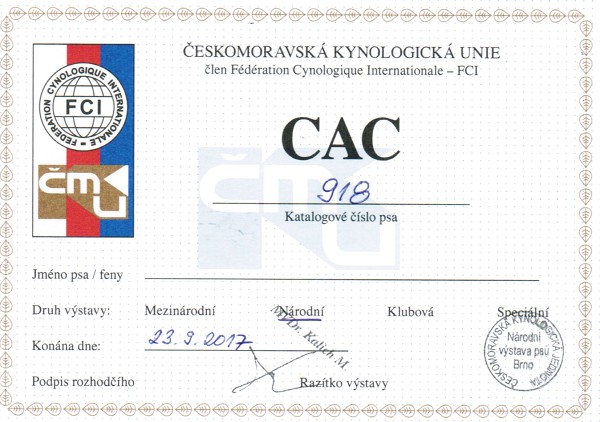 ČESKOMORAVSKÁ KYNOLOGICKÁ UNIE
člen Fédération Cynologique Internationale – FCI
FEDERATION CYNOLOGIQUE INTERNATIONALE
FCI
ČMKU
CAC
918
Katalogové číslo psa
Jméno psa / feny
Druh výstavy: Mezinárodní Národní Klubová Speciální
Konána dne: 23.9.2017
MVDr. Kalich M.
Podpis rozhodčího Razítko výstavy
ČESKOMORAVSKÁ KYNOLOGICKÁ JEDNOTA
Národní
výstava psů
Brno